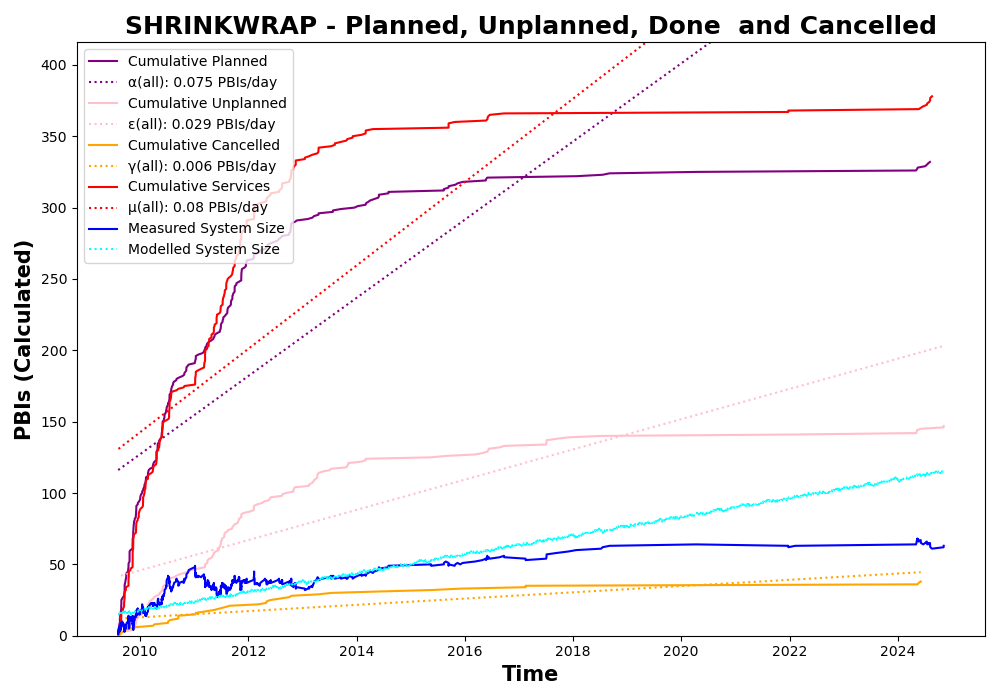 SHRINKWRAP - Planned, Unplanned, Done  and Cancelled
Cumulative Planned
α(all): 0.075 PBIs/day
Cumulative Unplanned
ε(all): 0.029 PBIs/day
Cumulative Cancelled
γ(all): 0.006 PBIs/day
Cumulative Services
μ(all): 0.08 PBIs/day
Measured System Size
Modelled System Size
PBIs (Calculated)
400
350
300
250
200
150
100
50
0
2010 2012 2014 2016 2018 2020 2022 2024
Time